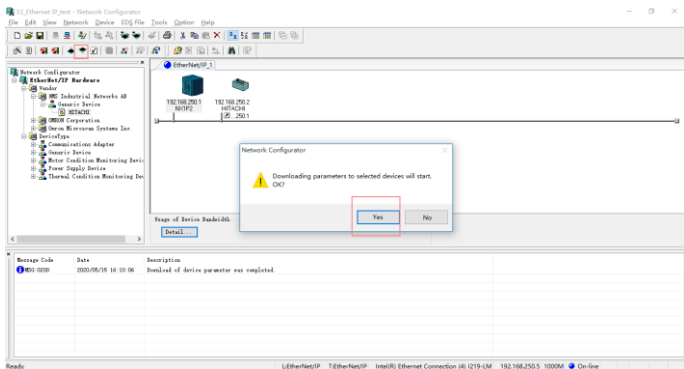 S3_Ethernet IP_test - Network Configurator
File Edit View Network Device EDS File Tools Option Help
Network Configurator
EtherNet/IP Hardware
Vendor
HMS Industrial Networks AB
Generic Device
HITACHI
OMRON Corporation
Omron Microscan Systems Inc.
DeviceType
Communications Adapter
Generic Device
Motor Condition Monitoring Devic
Power Supply Device
Thermal Condition Monitoring Dev
EtherNet/IP_1
192.168.250.1
NX1P2
192.168.250.2
HITACHI
...250.1
Network Configurator
Downloading parameters to selected devices will start.
OK?
Yes
No
Usage of Device Bandwidth
Detail...
Message Code Date Description
MSG:0200 2020/05/15 16:10:06 Download of device parameter was completed.
Ready
L:EtherNet/IP T:EtherNet/IP Intel(R) Ethernet Connection (4) I219-LM 192.168.250.5 1000M On-line